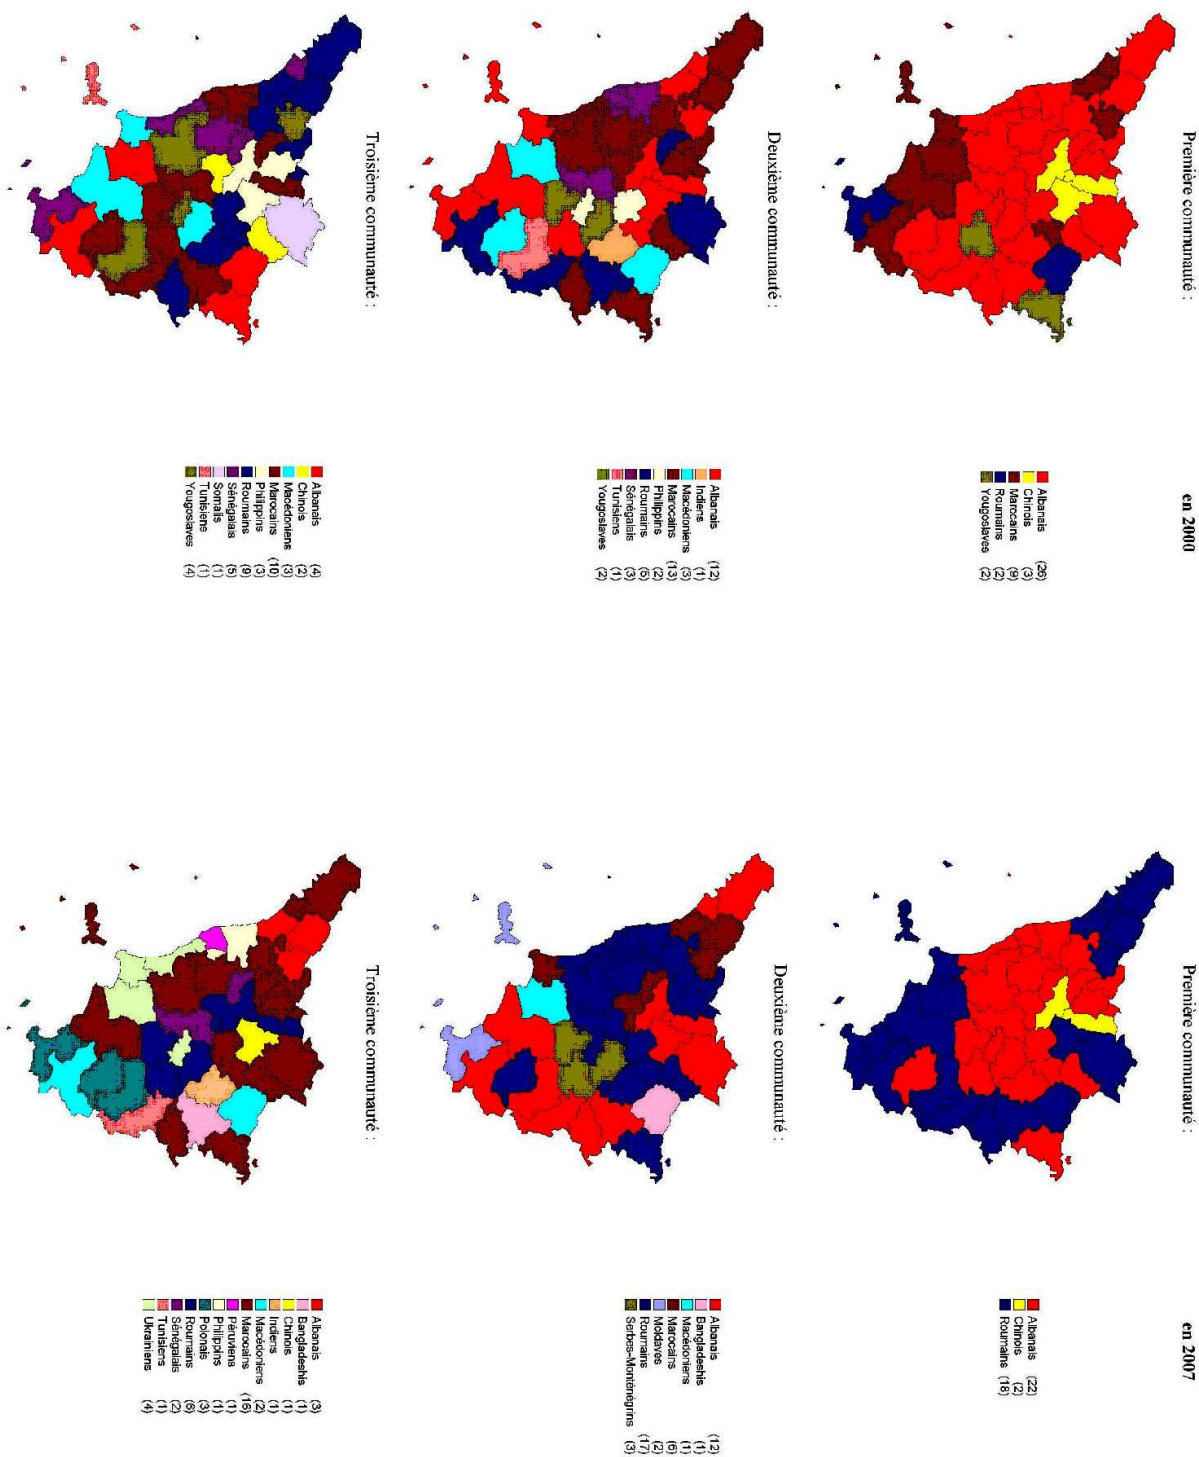 en 2000
en 2007
Première communauté :
Albanais (26)
Chinois (3)
Marocains (9)
Roumains (2)
Yougoslaves (2)
Première communauté :
Albanais (22)
Chinois (2)
Roumains (18)
Deuxième communauté :
Albanais (12)
Indiens (1)
Macédoniens (3)
Marocains (13)
Philippins (2)
Roumains (5)
Sénégalais (3)
Tunisiens (1)
Yougoslaves (2)
Deuxième communauté :
Albanais (12)
Bangladeshis (1)
Macédoniens (1)
Marocains (6)
Moldaves (2)
Roumains (17)
Serbes-Monténégrins (3)
Troisième communauté :
Albanais (4)
Chinois (2)
Macédoniens (3)
Marocains (10)
Philippins (3)
Roumains (9)
Sénégalais (5)
Somalis (1)
Tunisiens (1)
Yougoslaves (4)
Troisième communauté :
Albanais (3)
Bangladeshis (1)
Chinois (1)
Indiens (1)
Macédoniens (2)
Marocains (16)
Péruviens (1)
Philippins (1)
Polonais (3)
Roumains (6)
Sénégalais (2)
Tunisiens (1)
Ukrainiens (4)